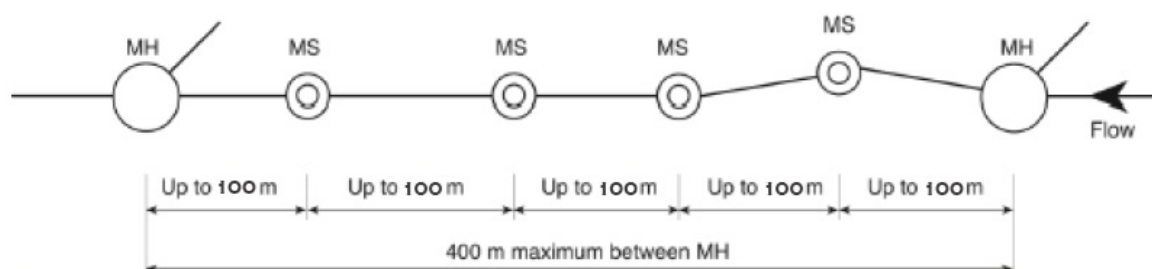 MS
MH MS MS MS MH
Flow
Up to 100 m Up to 100 m Up to 100 m Up to 100 m Up to 100 m
400 m maximum between MH